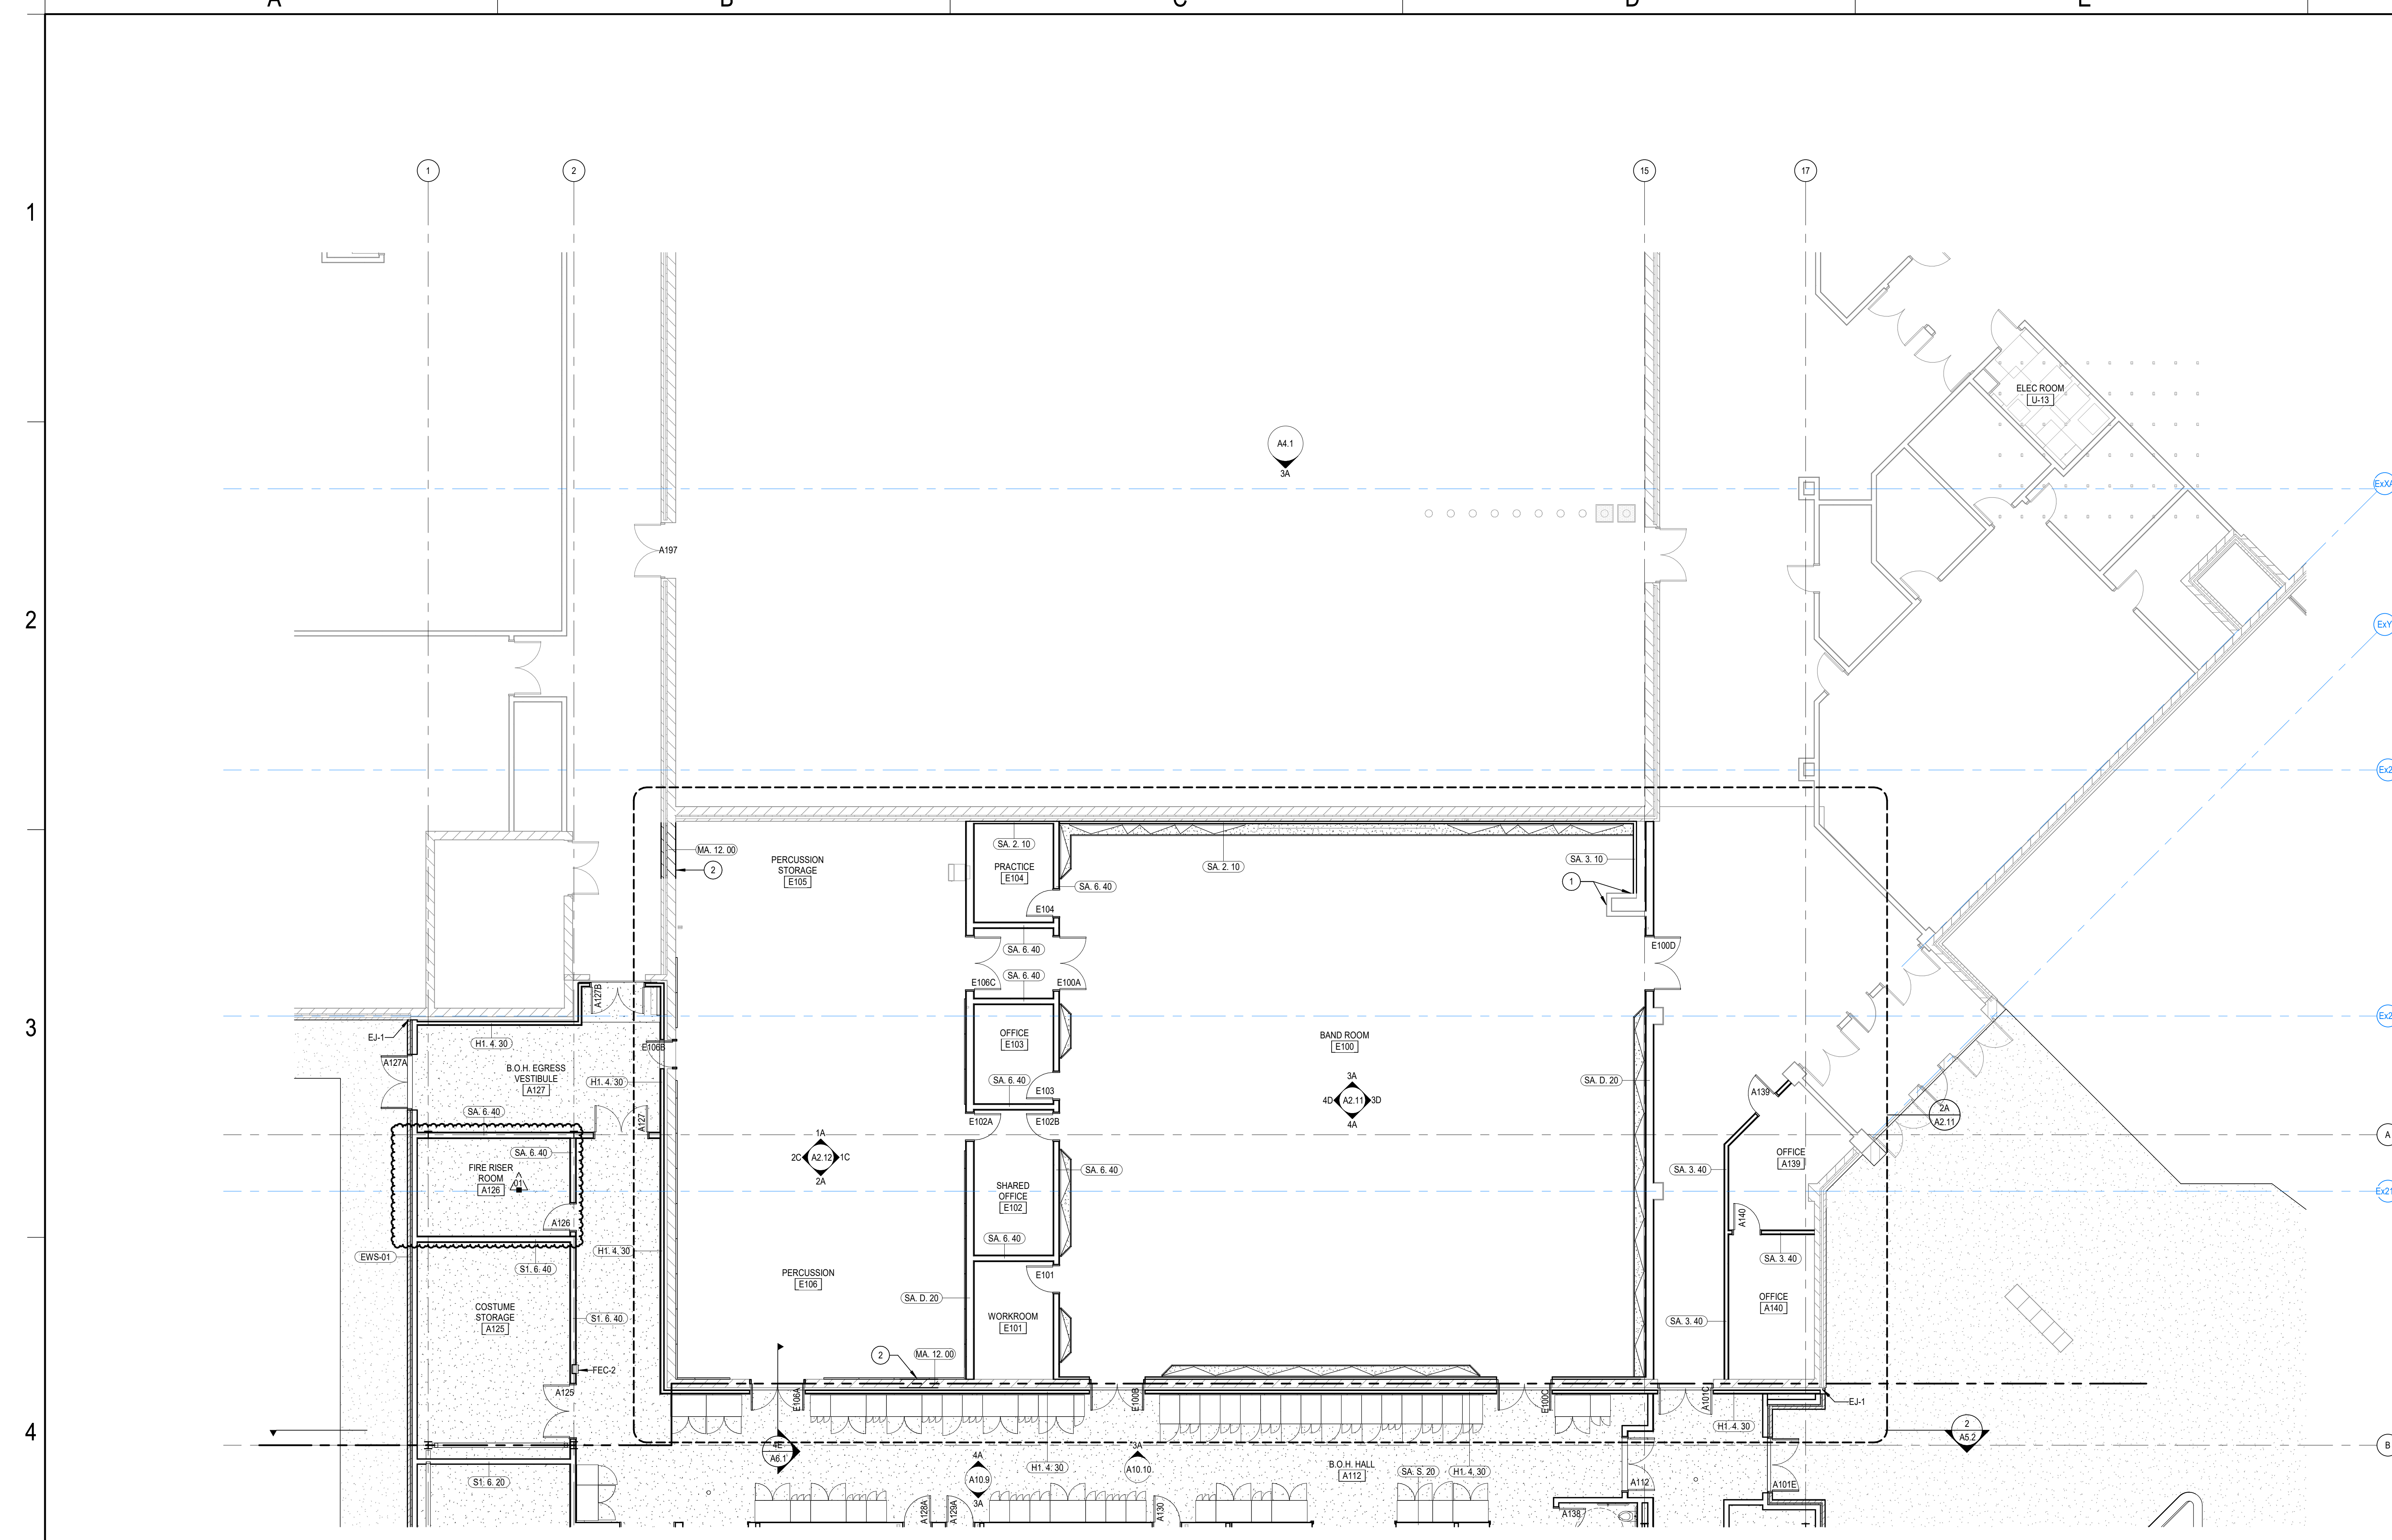 A
B
C
D
E
1
2
15
17
1
ELEC ROOM
U-13
A4.1
3A
ExXA
A197
2
ExY
Ex2
MA. 12. 00
2
PERCUSSION
STORAGE
E105
SA. 2. 10
PRACTICE
E104
SA. 6. 40
E104
SA. 2. 10
SA. 3. 10
1
SA. 6. 40
SA. 6. 40
E106C
E100A
E100D
A127B
3
EJ-1
H1. 4. 30
A127A
B.O.H. EGRESS
VESTIBULE
A127
H1. 4. 30
E106B
OFFICE
E103
SA. 6. 40
E103
BAND ROOM
E100
3A
4D
A2.11
3D
4A
SA. D. 20
A139
Ex2
2A
A2.11
SA. 6. 40
A127
E102A
E102B
SA. 6. 40
FIRE RISER
ROOM
A126
01
A126
1A
2C
A2.12
1C
2A
SA. 6. 40
SHARED
OFFICE
E102
SA. 6. 40
SA. 3. 40
OFFICE
A139
A
A140
SA. 3. 40
Ex21
EWS-01
S1. 6. 40
H1. 4. 30
PERCUSSION
E106
SA. D. 20
E101
WORKROOM
E101
OFFICE
A140
SA. 3. 40
COSTUME
STORAGE
A125
S1. 6. 40
FEC-2
A125
2
MA. 12. 00
E106A
E100B
E100C
A101C
EJ-1
H1. 4. 30
4
4E
A6.1
S1. 6. 20
4A
A10.9
3A
H1. 4. 30
3A
A10.10
B.O.H. HALL
A112
SA. S. 20
H1. 4. 30
A112
A101E
2
A5.2
B
A128A
A129A
A130
A138